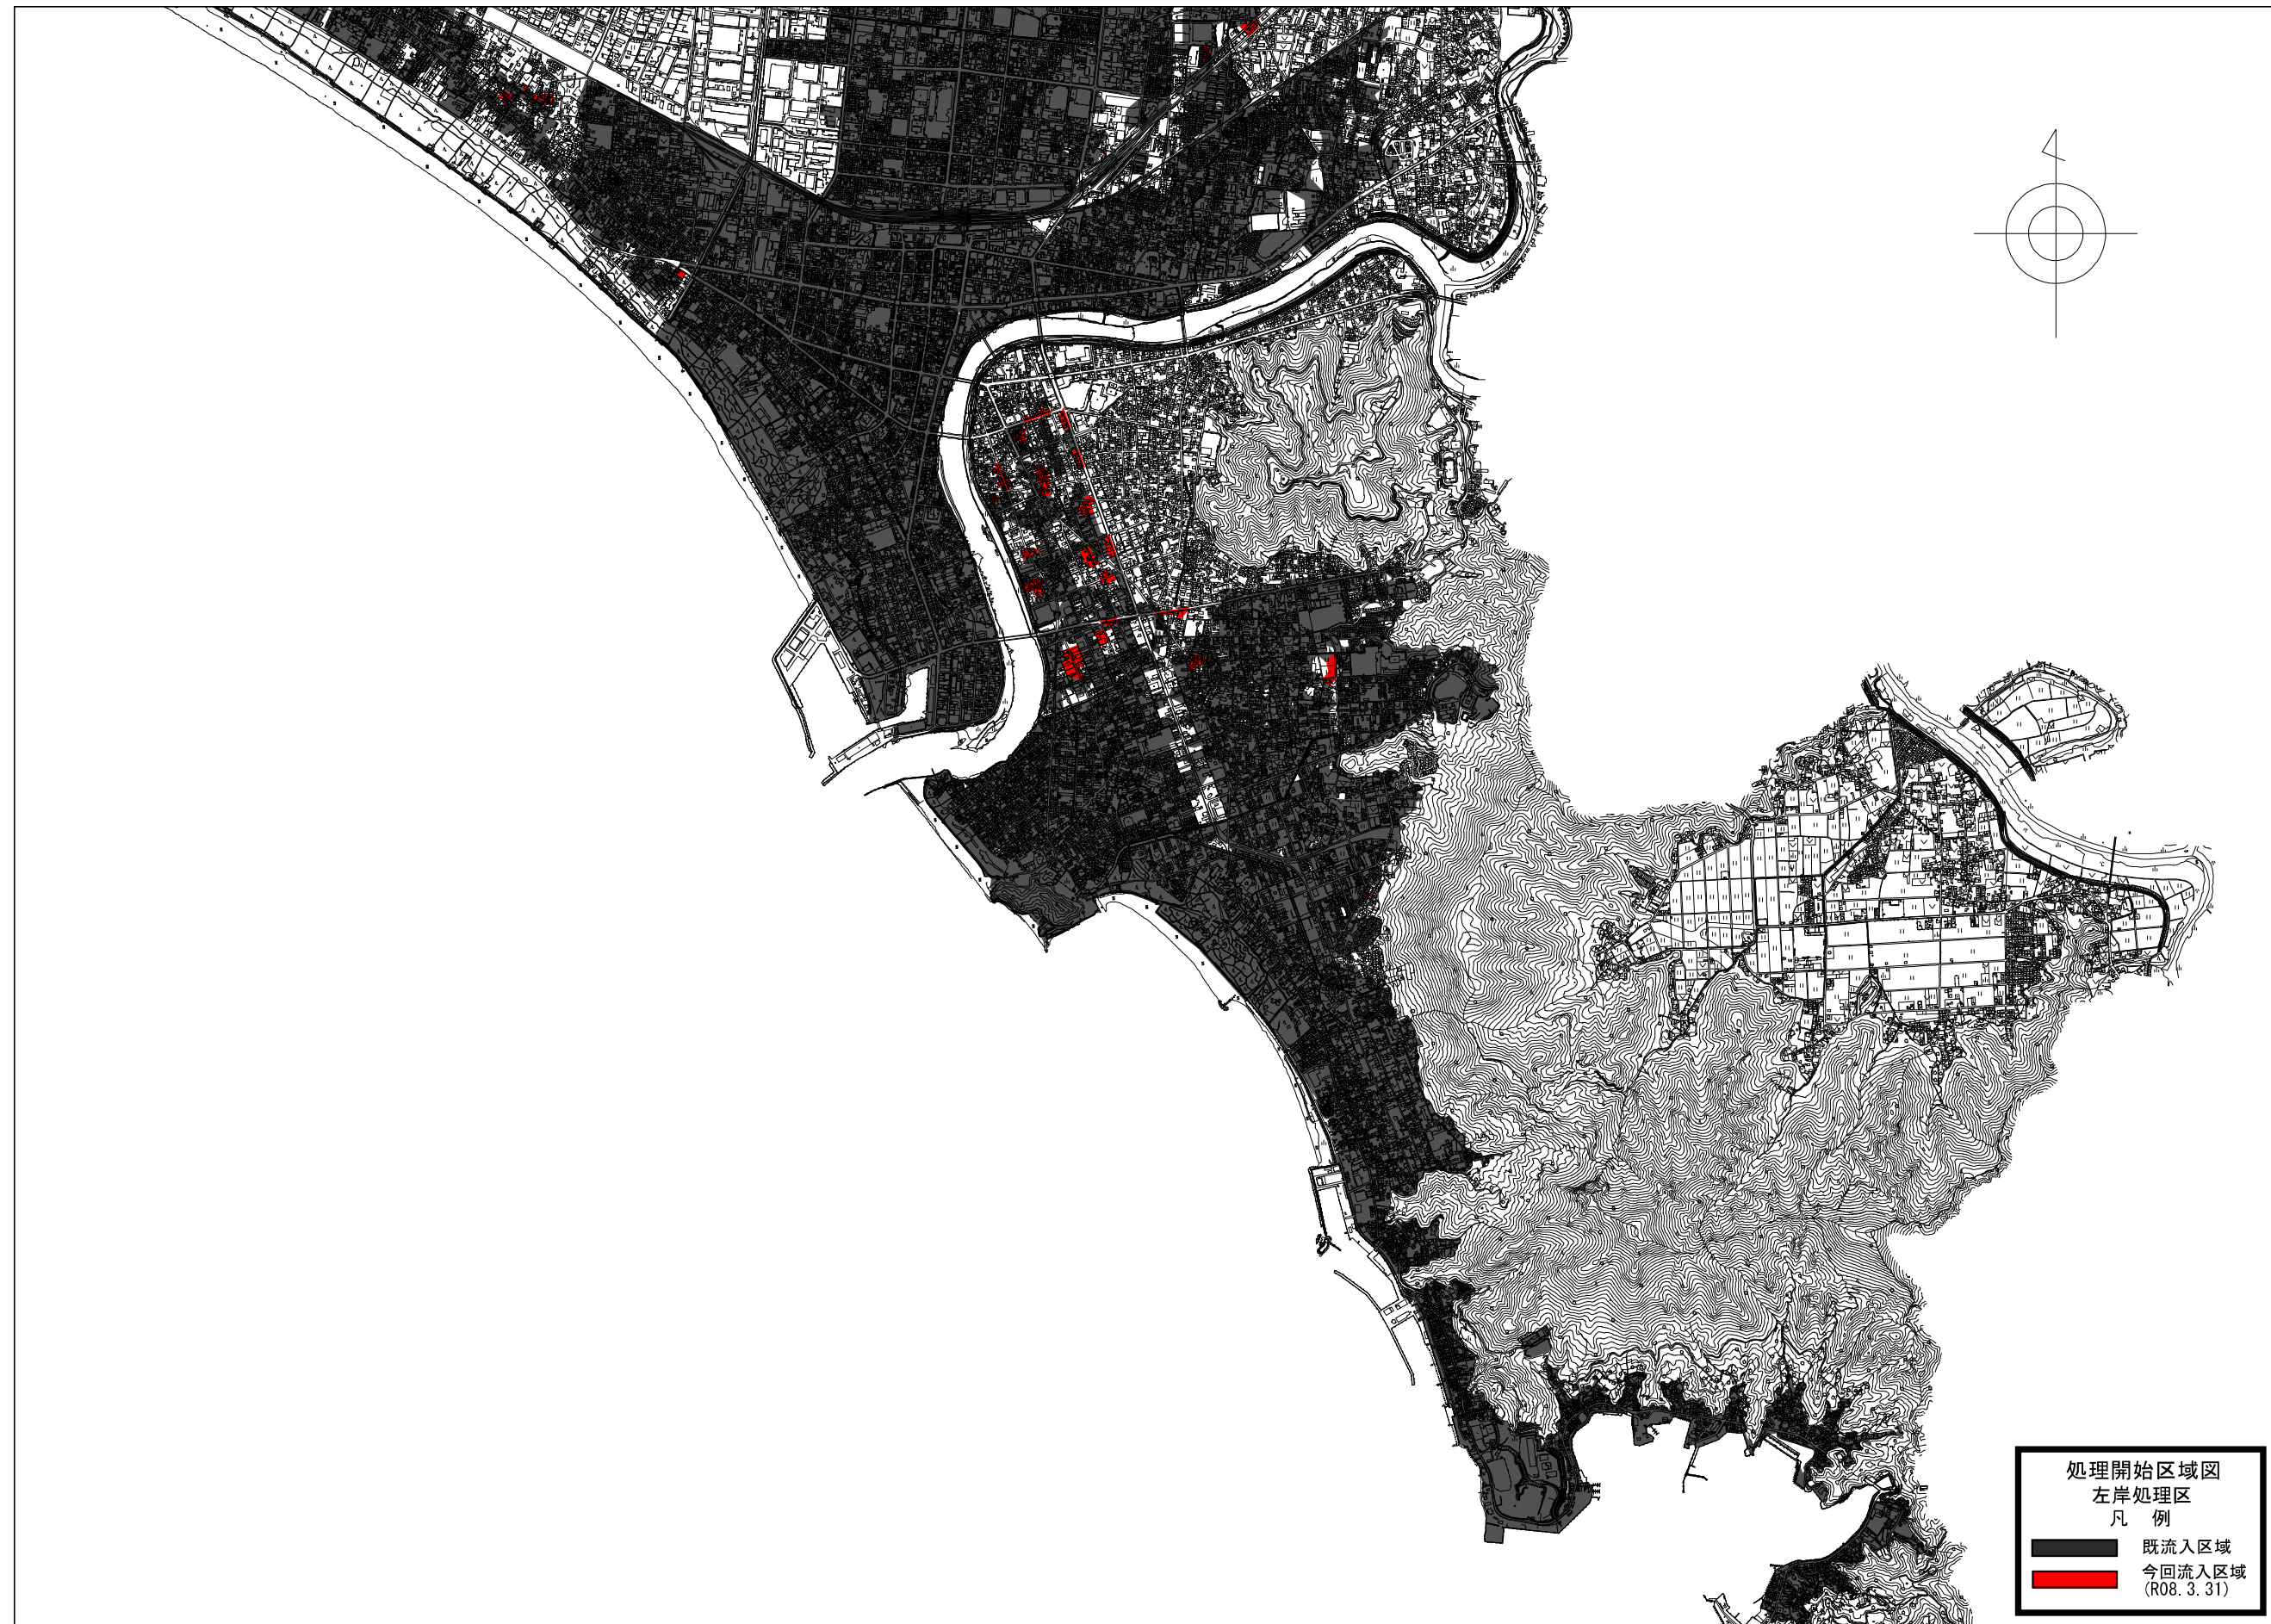 処理開始区域図
左岸処理区
凡 例
既流入区域
今回流入区域
(R08.3.31)